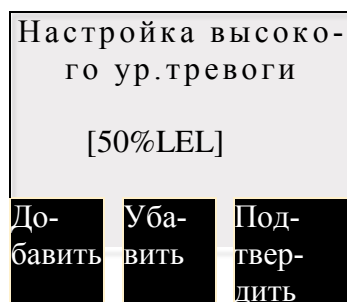 Настройка высоко-
го ур.тревоги
[50%LEL]
До-
бавить
Уба-
вить
Под-
твер-
дить